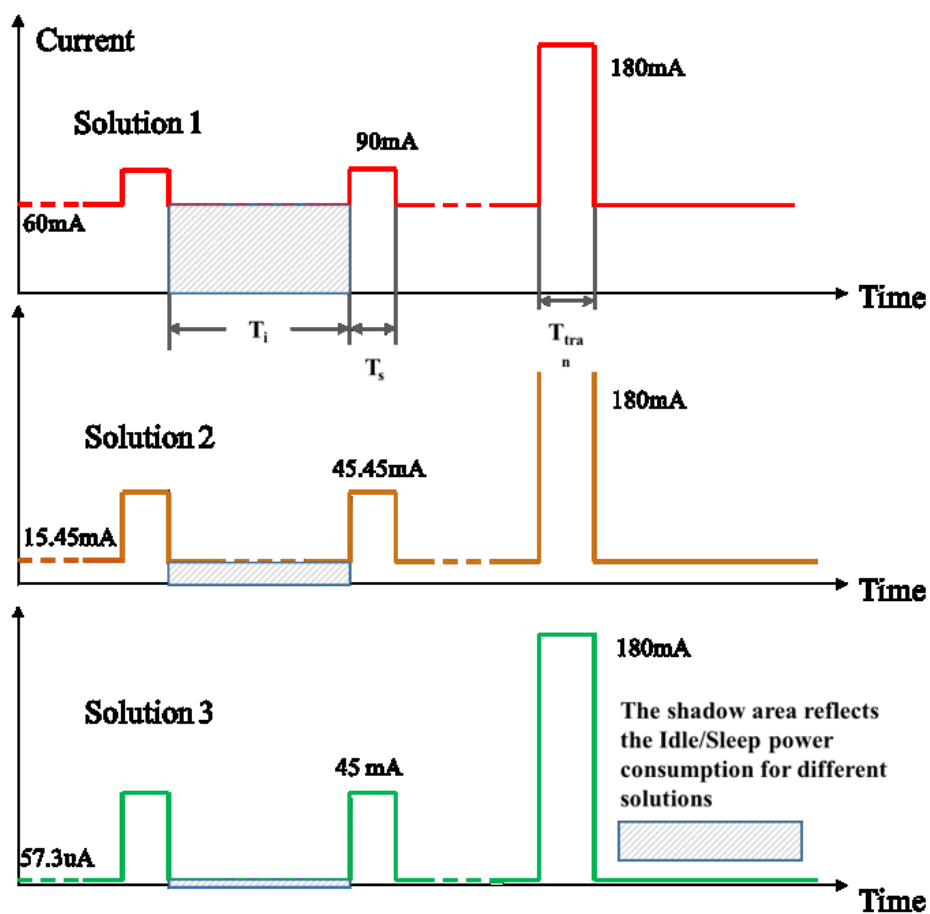 Current
180mA
Solution 1
90mA
60mA
Time
Ti
Ts
Ttra
n
180mA
Solution 2
45.45mA
15.45mA
Time
180mA
Solution 3
The shadow area reflects
the Idle/Sleep power
consumption for different
solutions
45 mA
57.3uA
Time